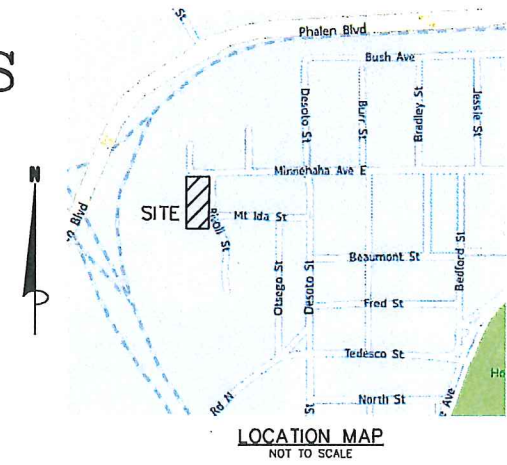 St
Phalen Blvd
Bush Ave
S
Desoto St
Burr St
Bradley St
Jessie St
N
Minnehaha Ave E
SITE
Mt Ida St
Blvd
St
Beaumont St
Otsego St
Desoto St
Bedford St
Fred St
Tedesco St
Rd N
St
North St
Ave
Ho
LOCATION MAP
NOT TO SCALE